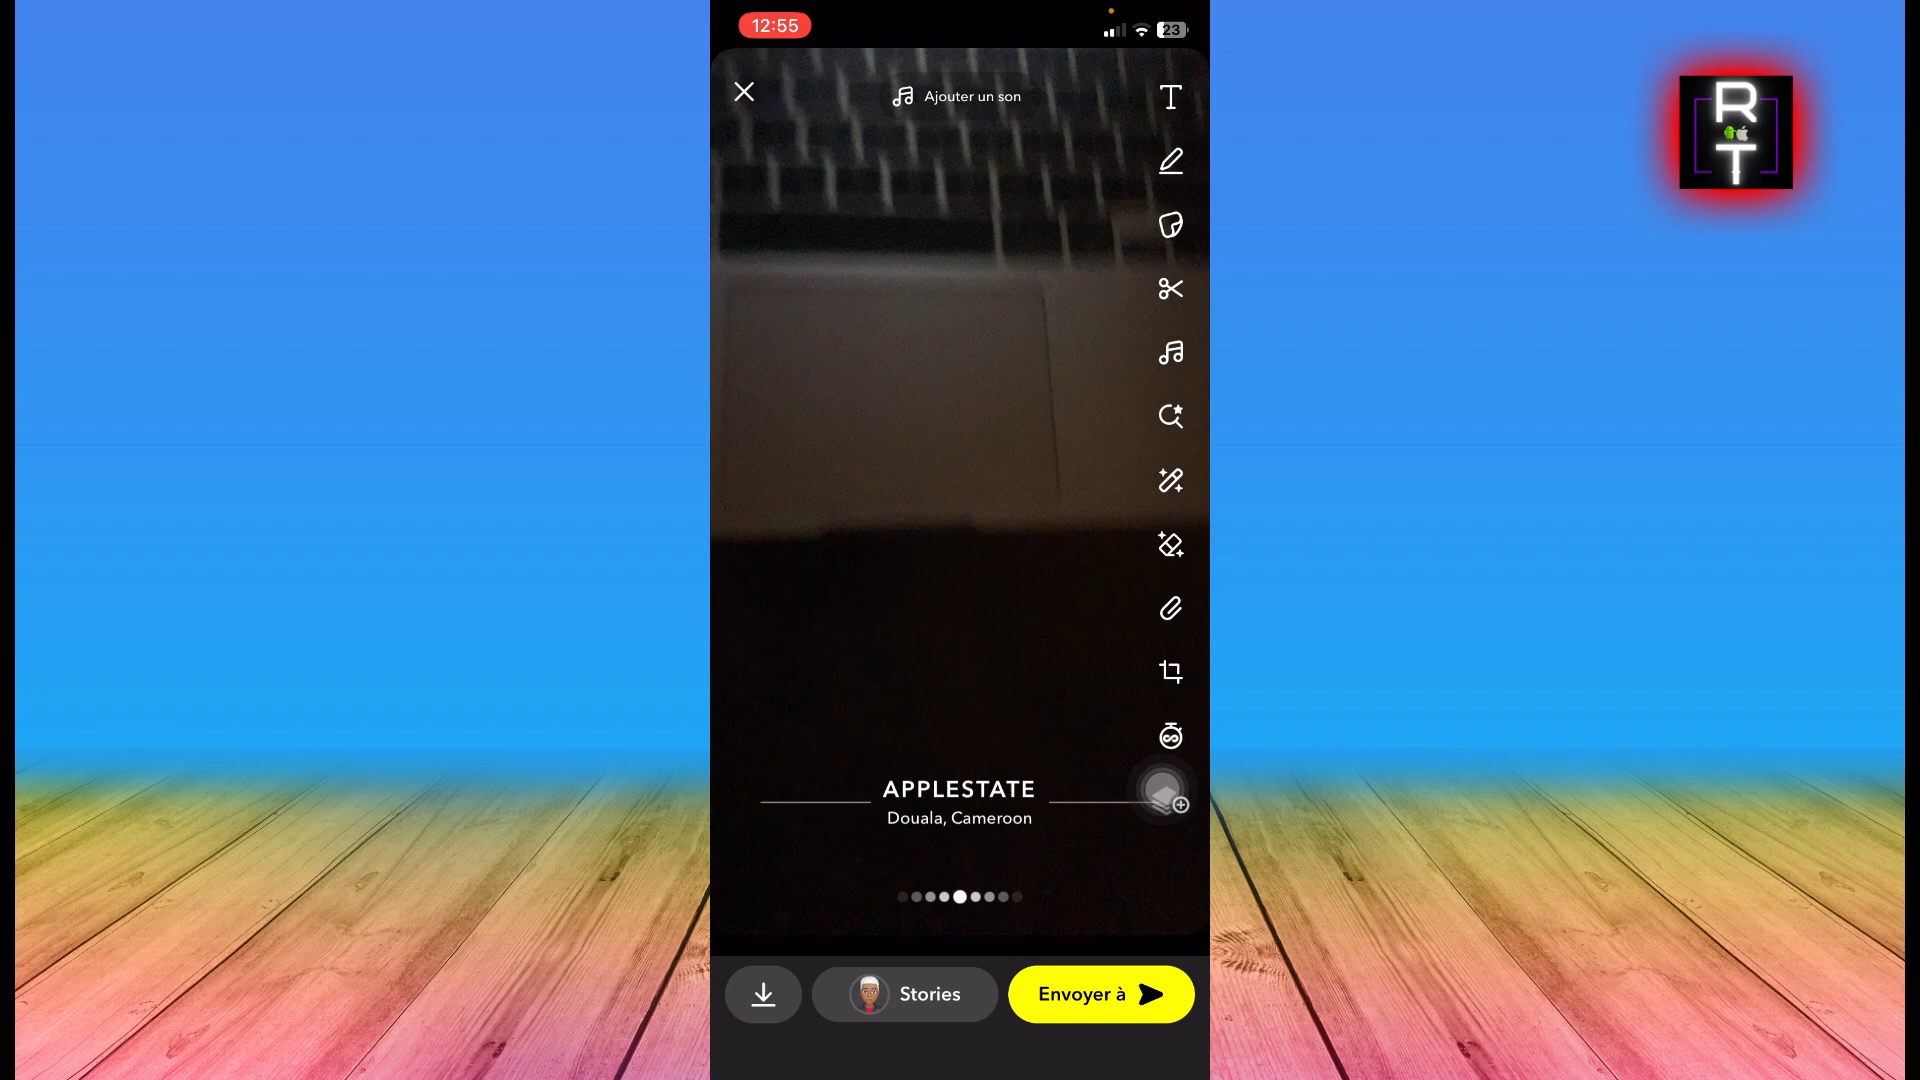 12:55
23
Ajouter un son
R
T
APPLESTATE
Douala, Cameroon
Stories
Envoyer à